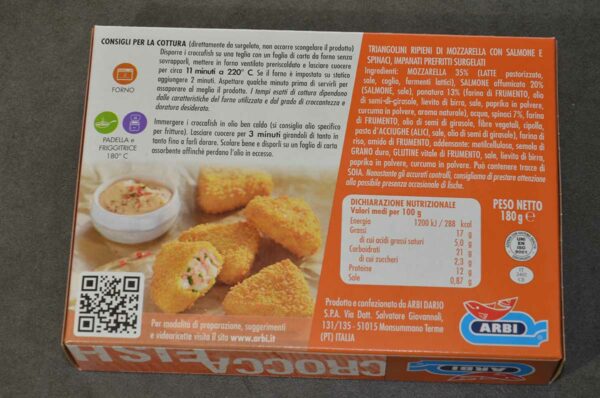 CONSIGLI PER LA COTTURA (direttamente da surgelato, non occorre scongelare il prodotto)
Disporre i croccafish su una teglia con un foglio di carta da forno senza
sovrapporli, mettere in forno ventilato preriscaldato e lasciare cuocere
per circa 11 minuti a 220° C. Se il forno è impostato su statico
aggiungere 2 minuti. Aspettate qualche minuto prima di servirli per
assaporare al meglio il prodotto. I tempi esatti di cottura dipendono
dalle caratteristiche del forno utilizzato e dal grado di croccantezza e
doratura desiderato.
FORNO
Immergere i croccafish in olio ben caldo (si consiglia olio specifico
per frittura). Lasciare cuocere per 3 minuti girandoli di tanto in
tanto fino a farli dorare. Scolare bene e disporli su un foglio di carta
assorbente affinché perdano l'olio in eccesso.
PADELLA e
FRIGGITRICE
180° C
Per modalità di preparazione, suggerimenti
e videoricette visita il sito www.arbi.it
TRIANGOLINI RIPIENI DI MOZZARELLA CON SALMONE E
SPINACI, IMPANATI PREFRITTI SURGELATI
Ingredienti: MOZZARELLA 35% (LATTE pastorizzato,
sale, caglio, fermenti lattici), SALMONE affumicato 20%
(SALMONE, sale), panatura 13% (farina di FRUMENTO, olio
di semi di girasole, lievito di birra, sale, paprika in polvere,
curcuma in polvere, aroma naturale), acqua, spinaci 7%, farina
di FRUMENTO, olio di semi di girasole, fibre vegetali, cipolla,
pasta d'ACCIUGHE (ALICI, sale, olio di semi di girasole), farina di
riso, amido di FRUMENTO, addensante: metilcellulosa, semola di
GRANO duro, GLUTINE vitale di FRUMENTO, sale, lievito di birra,
paprika in polvere, curcuma in polvere. Può contenere tracce di
SOIA. Nonostante gli accurati controlli, consigliamo di prestare attenzione
alla possibile presenza occasionale di lische.
DICHIARAZIONE NUTRIZIONALE
Valori medi per 100 g
Energia 1200 kJ / 288 kcal
Grassi 17 g
di cui acidi grassi saturi 5,0 g
Carboidrati 21 g
di cui zuccheri 2,3 g
Proteine 12 g
Sale 0,87 g
PESO NETTO
180 g e
UNI
EN
ISO
9001
IT
CE
Prodotto e confezionato da ARBI DARIO
S.P.A. Via Dott. Salvatore Giovannoli,
131/135 - 51015 Monsummano Terme
(PT) ITALIA
ARBI
CROCCAFISH
ARBI